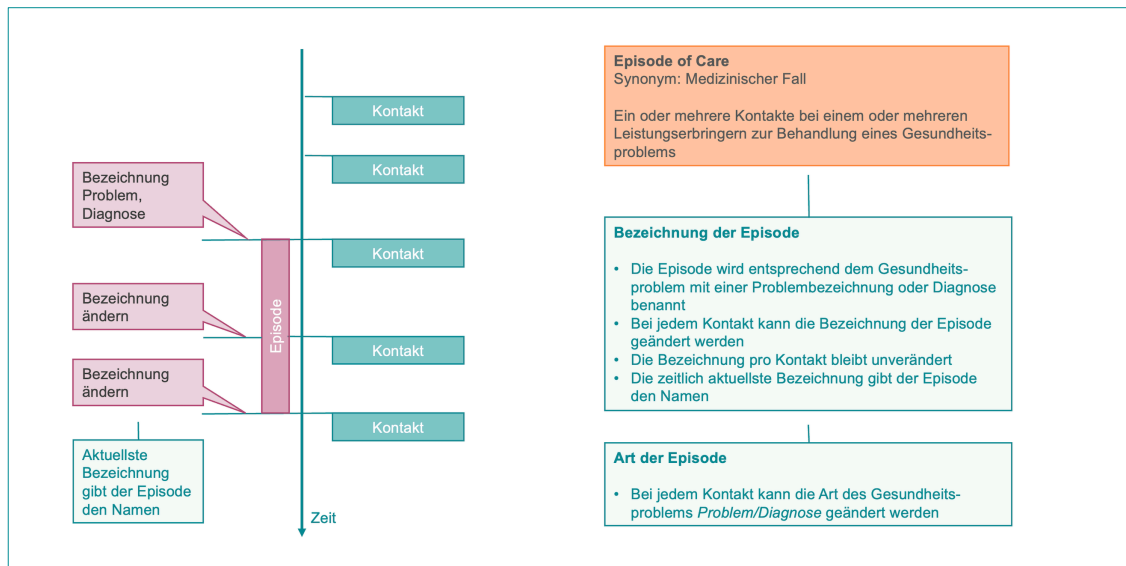 Kontakt
Kontakt
Bezeichnung
Problem,
Diagnose
Kontakt
Episode
Bezeichnung
ändern
Kontakt
Bezeichnung
ändern
Kontakt
Aktuellste
Bezeichnung
gibt der Episode
den Namen
Zeit
Episode of Care
Synonym: Medizinischer Fall
Ein oder mehrere Kontakte bei einem oder mehreren
Leistungserbringern zur Behandlung eines Gesundheits-
problems
Bezeichnung der Episode
• Die Episode wird entsprechend dem Gesundheits-
problem mit einer Problembezeichnung oder Diagnose
benannt
• Bei jedem Kontakt kann die Bezeichnung der Episode
geändert werden
• Die Bezeichnung pro Kontakt bleibt unverändert
• Die zeitlich aktuellste Bezeichnung gibt der Episode
den Namen
Art der Episode
• Bei jedem Kontakt kann die Art des Gesundheits-
problems Problem/Diagnose geändert werden